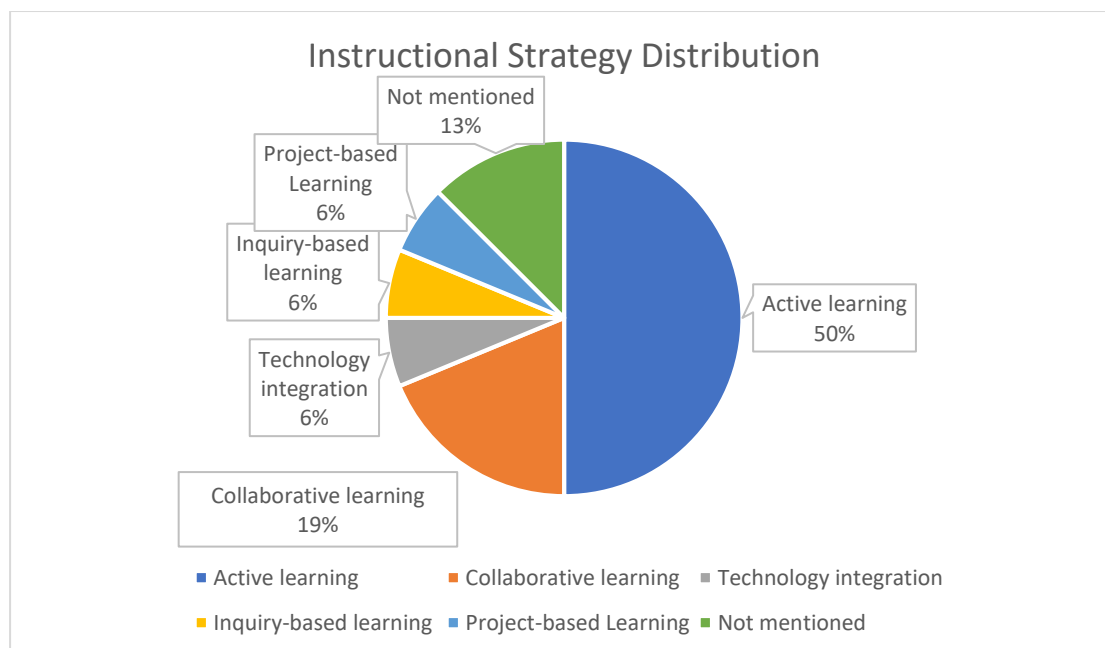 Instructional Strategy Distribution
Not mentioned
13%
Project-based
Learning
6%
Inquiry-based
learning
6%
Technology
integration
6%
Collaborative learning
19%
Active learning
50%
Active learning
Collaborative learning
Technology integration
Inquiry-based learning
Project-based Learning
Not mentioned